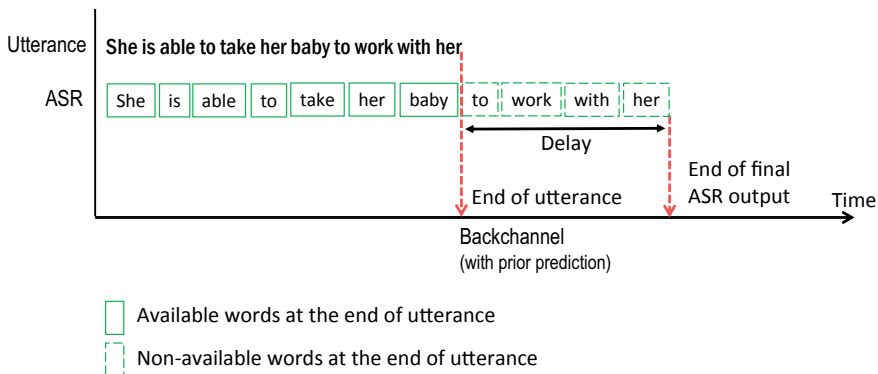 Utterance
She is able to take her baby to work with her
ASR
She is able to take her baby to work with her
Delay
End of utterance
End of final
ASR output
Time
Backchannel
(with prior prediction)
Available words at the end of utterance
Non-available words at the end of utterance